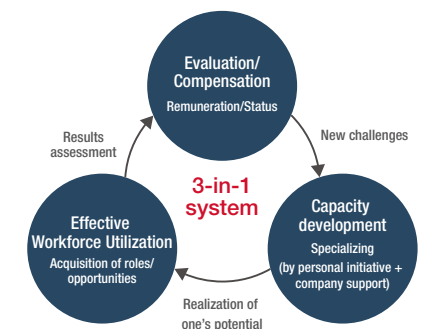 Evaluation/
Compensation
Remuneration/Status
Results
assessment
New challenges
3-in-1
system
Effective
Workforce Utilization
Acquisition of roles/
opportunities
Capacity
development
Specializing
(by personal initiative +
company support)
Realization of
one's potential